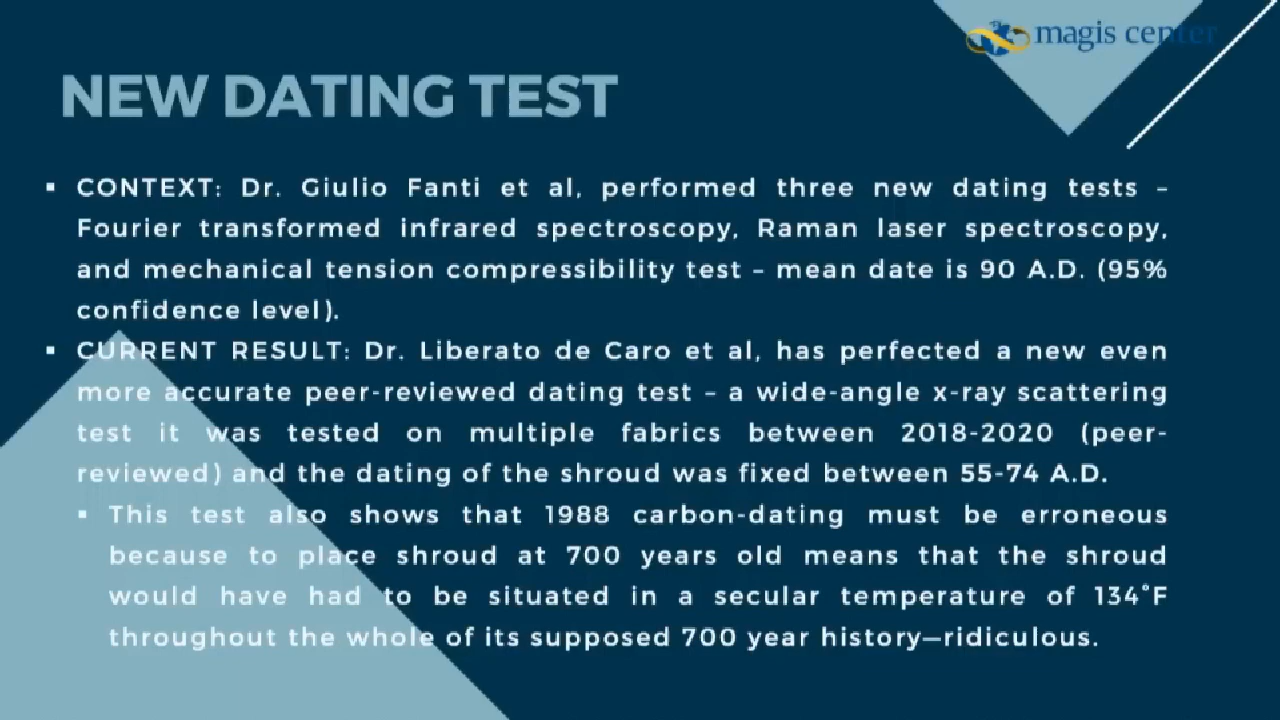 magis center
NEW DATING TEST
▪ CONTEXT: Dr. Giulio Fanti et al, performed three new dating tests –
Fourier transformed infrared spectroscopy, Raman laser spectroscopy,
and mechanical tension compressibility test – mean date is 90 A.D. (95%
confidence level).
▪ CURRENT RESULT: Dr. Liberato de Caro et al, has perfected a new even
more accurate peer-reviewed dating test – a wide-angle x-ray scattering
test it was tested on multiple fabrics between 2018-2020 (peer-
reviewed) and the dating of the shroud was fixed between 55-74 A.D.
▪ This test also shows that 1988 carbon-dating must be erroneous
because to place shroud at 700 years old means that the shroud
would have had to be situated in a secular temperature of 134°F
throughout the whole of its supposed 700 year history—ridiculous.